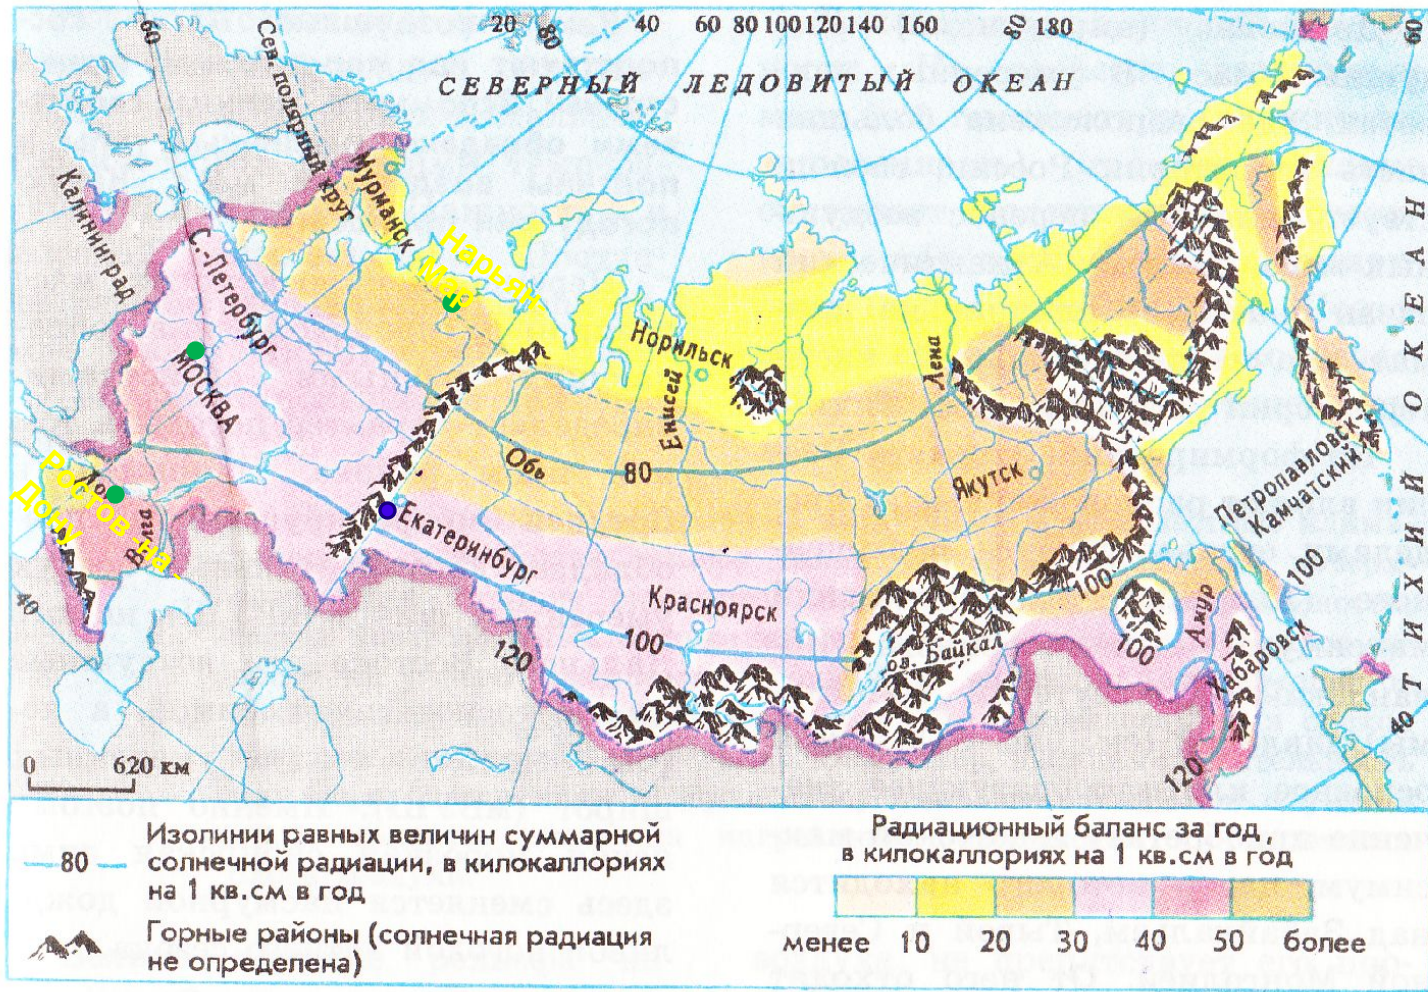 60
20
80
40
60
80
100
120
140
160
80
180
60
СЕВЕРНЫЙ ЛЕДОВИТЫЙ ОКЕАН
Сев. полярный круг
Мурманск
Калининград
С.-Петербург
Нарьян
Мар
МОСКВА
Норильск
Енисей
Лена
Обь
80
Якутск
Ростов -на -
Дону
Волга
Екатеринбург
Красноярск
100
120
оз. Байкал
100
100
Амур
Хабаровск
100
120
Петропавловск-
Камчатский
ТИХИЙ ОКЕАН
40
40
0 620 км
80
Изолинии равных величин суммарной
солнечной радиации, в килокаллориях
на 1 кв.см в год
Горные районы (солнечная радиация
не определена)
Радиационный баланс за год,
в килокаллориях на 1 кв.см в год
менее 10 20 30 40 50 более